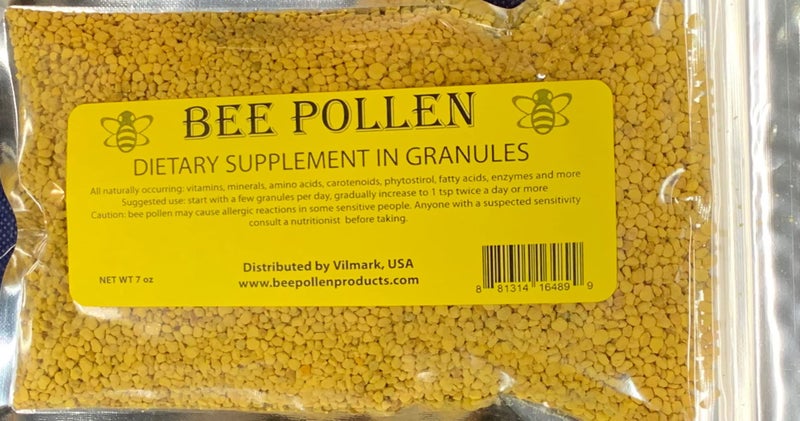 BEE POLLEN
DIETARY SUPPLEMENT IN GRANULES
All naturally occurring: vitamins, minerals, amino acids, carotenoids, phytostirol, fatty acids, enzymes and more
Suggested use: start with a few granules per day, gradually increase to 1 tsp twice a day or more
Caution: bee pollen may cause allergic reactions in some sensitive people. Anyone with a suspected sensitivity
consult a nutritionist before taking.
Distributed by Vilmark, USA
NET WT 7 oz
www.beepollenproducts.com
8 81314 16489 9